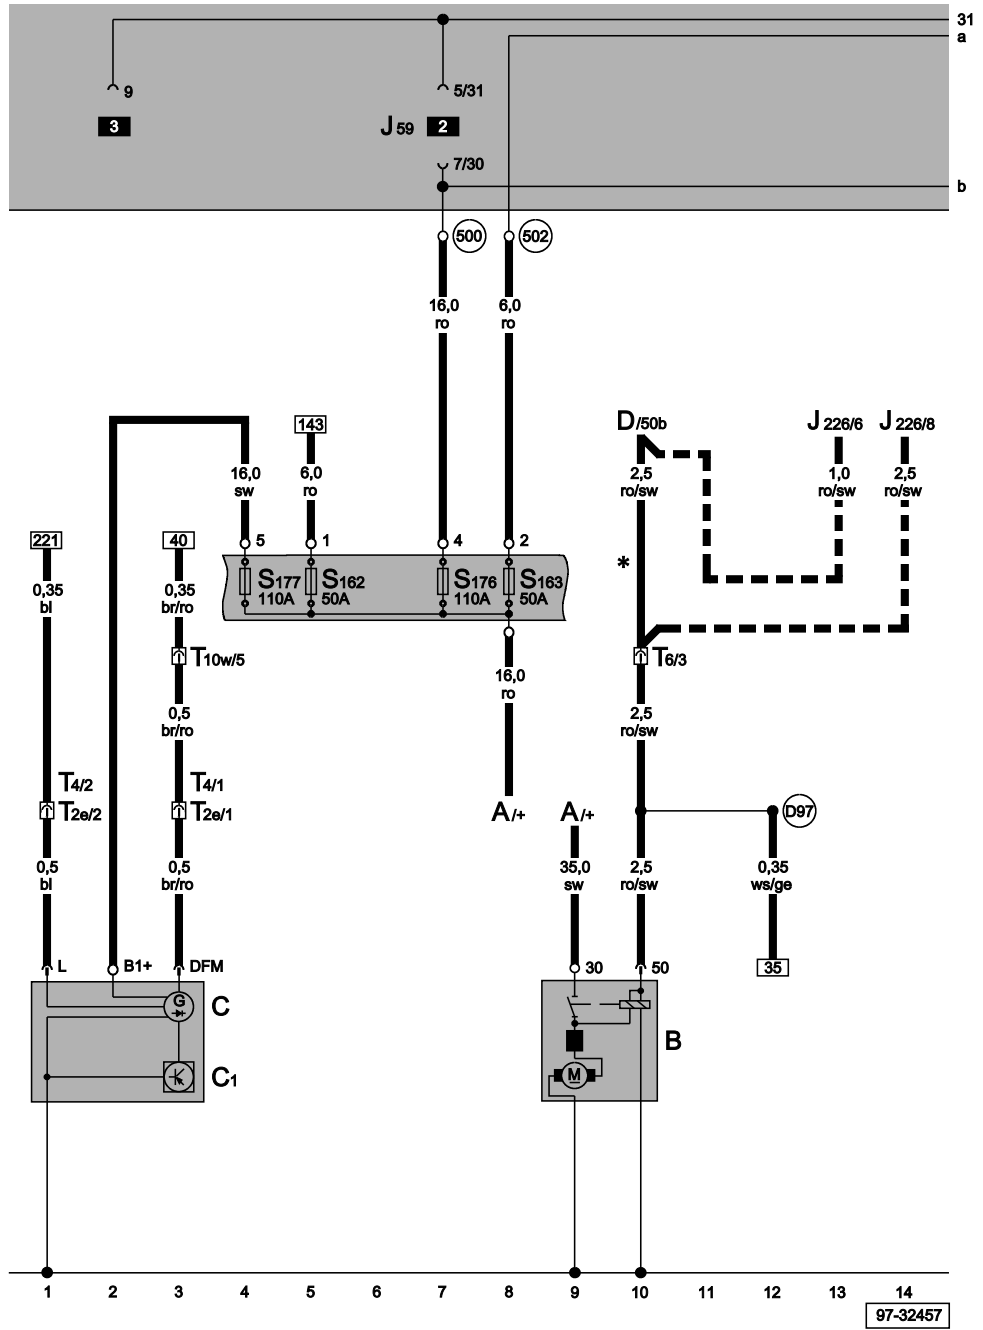 31
a
9
5/31
3
J 59
2
7/30
b
500
502
16,0
ro
6,0
ro
143
D/50b
J 226/6
J 226/8
16,0
sw
6,0
ro
2,5
ro/sw
1,0
ro/sw
2,5
ro/sw
221
40
5
1
4
2
0,35
bl
0,35
br/ro
S177
110A
S162
50A
S176
110A
S163
50A
*
T10w/5
T6/3
16,0
ro
0,5
br/ro
2,5
ro/sw
T4/2
T2e/2
T4/1
T2e/1
A/+
A/+
D97
0,5
bl
0,5
br/ro
35,0
sw
2,5
ro/sw
0,35
ws/ge
L
B1+
DFM
30
50
35
G
C
C1
B
M
1 2 3 4 5 6 7 8 9 10 11 12 13 14
97-32457